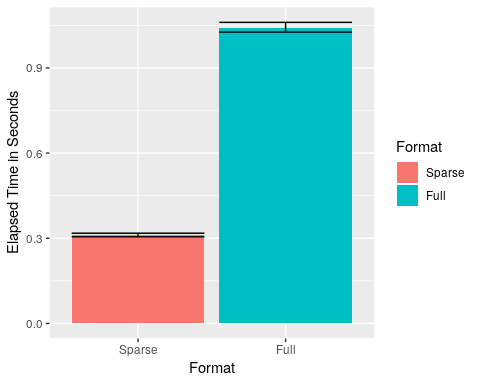 Elapsed Time in Seconds
0.9
0.6
0.3
0.0
Sparse
Full
Format
Format
Sparse
Full